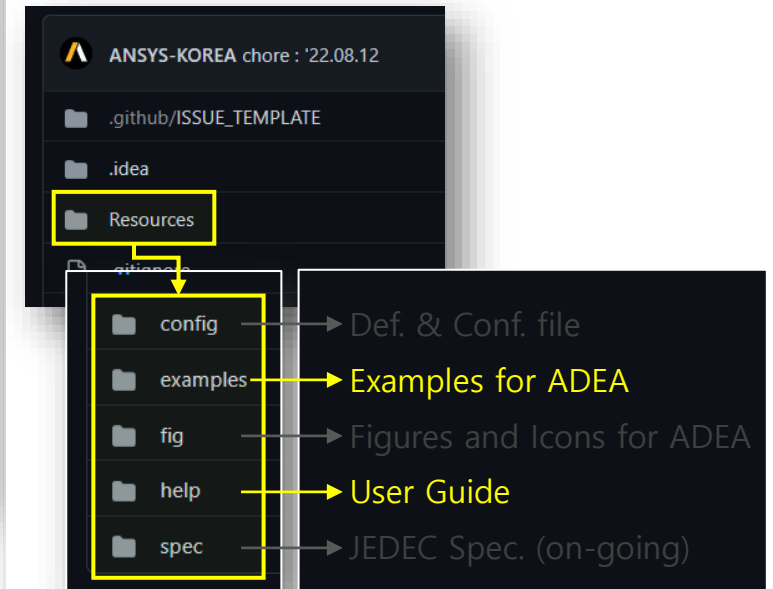 ANSYS-KOREA chore : '22.08.12
.github/ISSUE_TEMPLATE
.idea
Resources
.gitignore
config Def. & Conf. file
examples Examples for ADEA
fig Figures and Icons for ADEA
help User Guide
spec JEDEC Spec. (on-going)